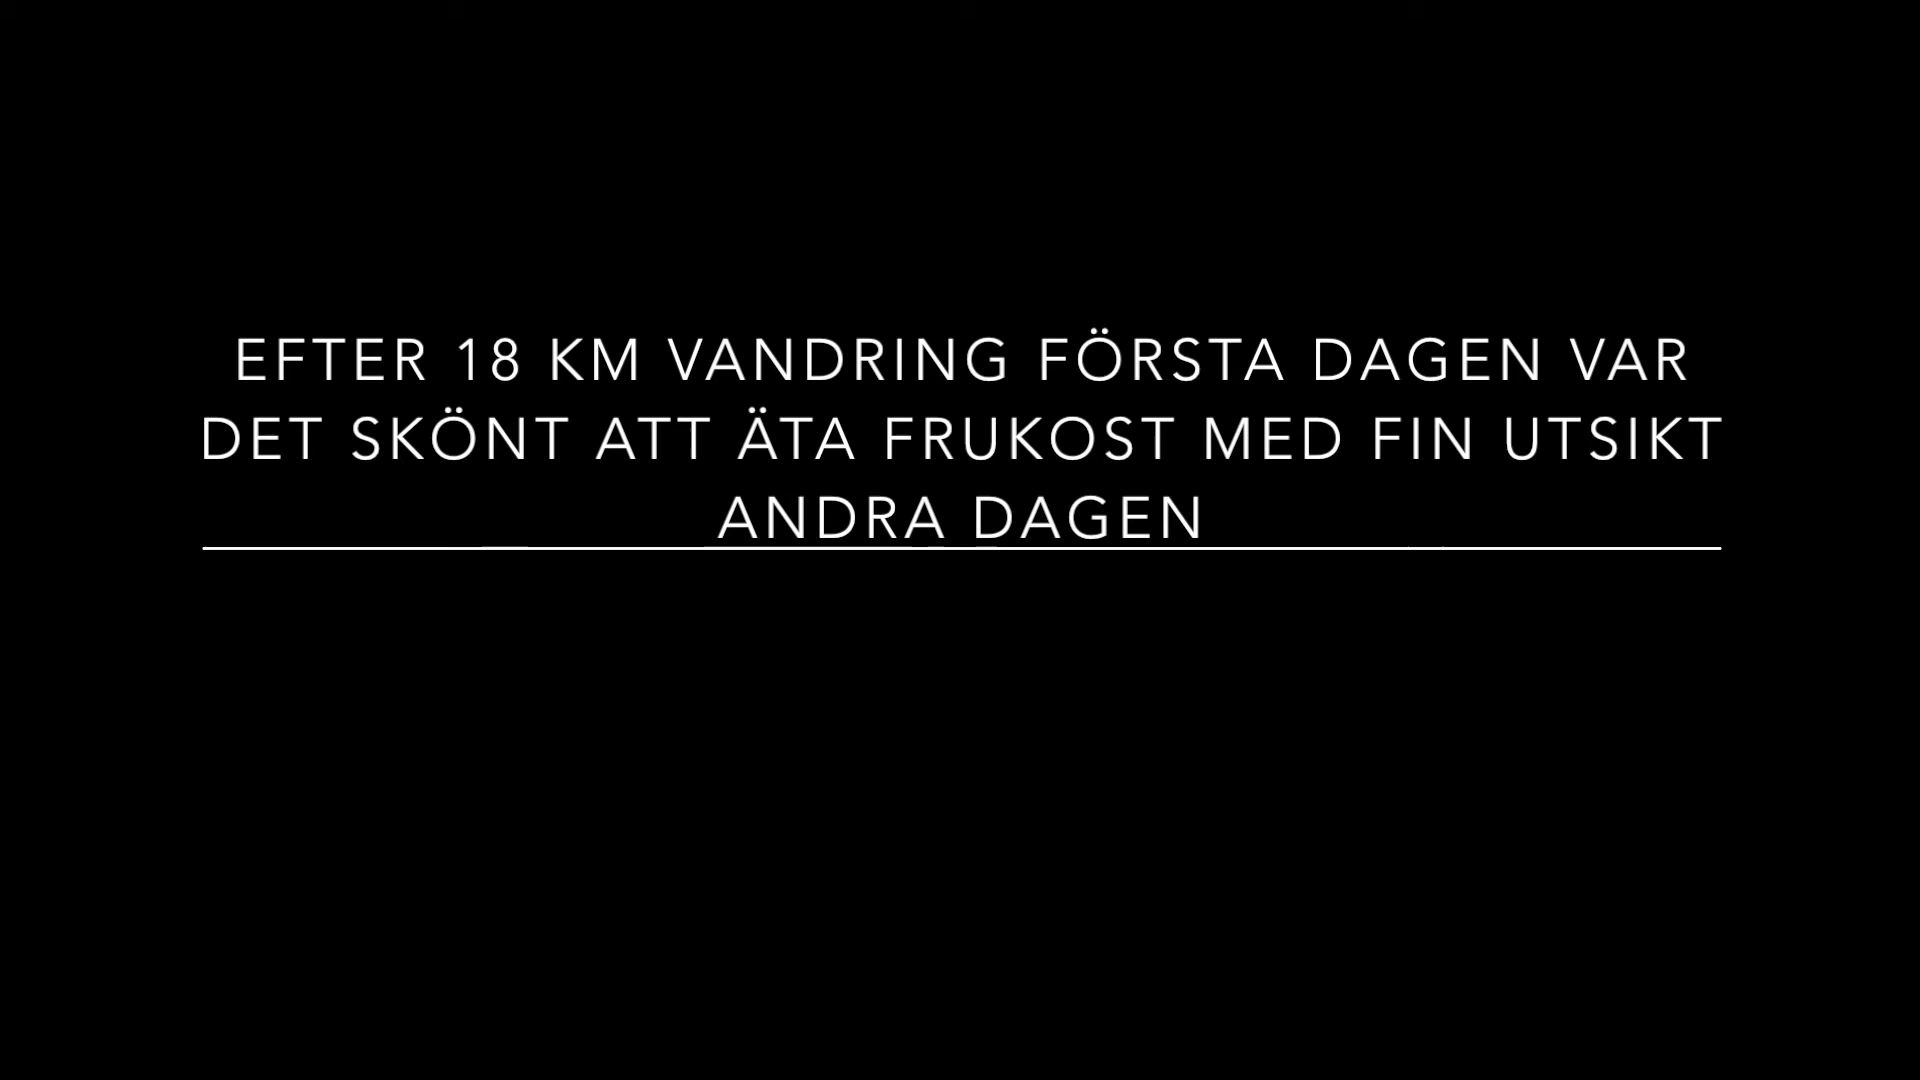 EFTER 18 KM VANDRING FÖRSTA DAGEN VAR
DET SKÖNT ATT ÄTA FRUKOST MED FIN UTSIKT
ANDRA DAGEN